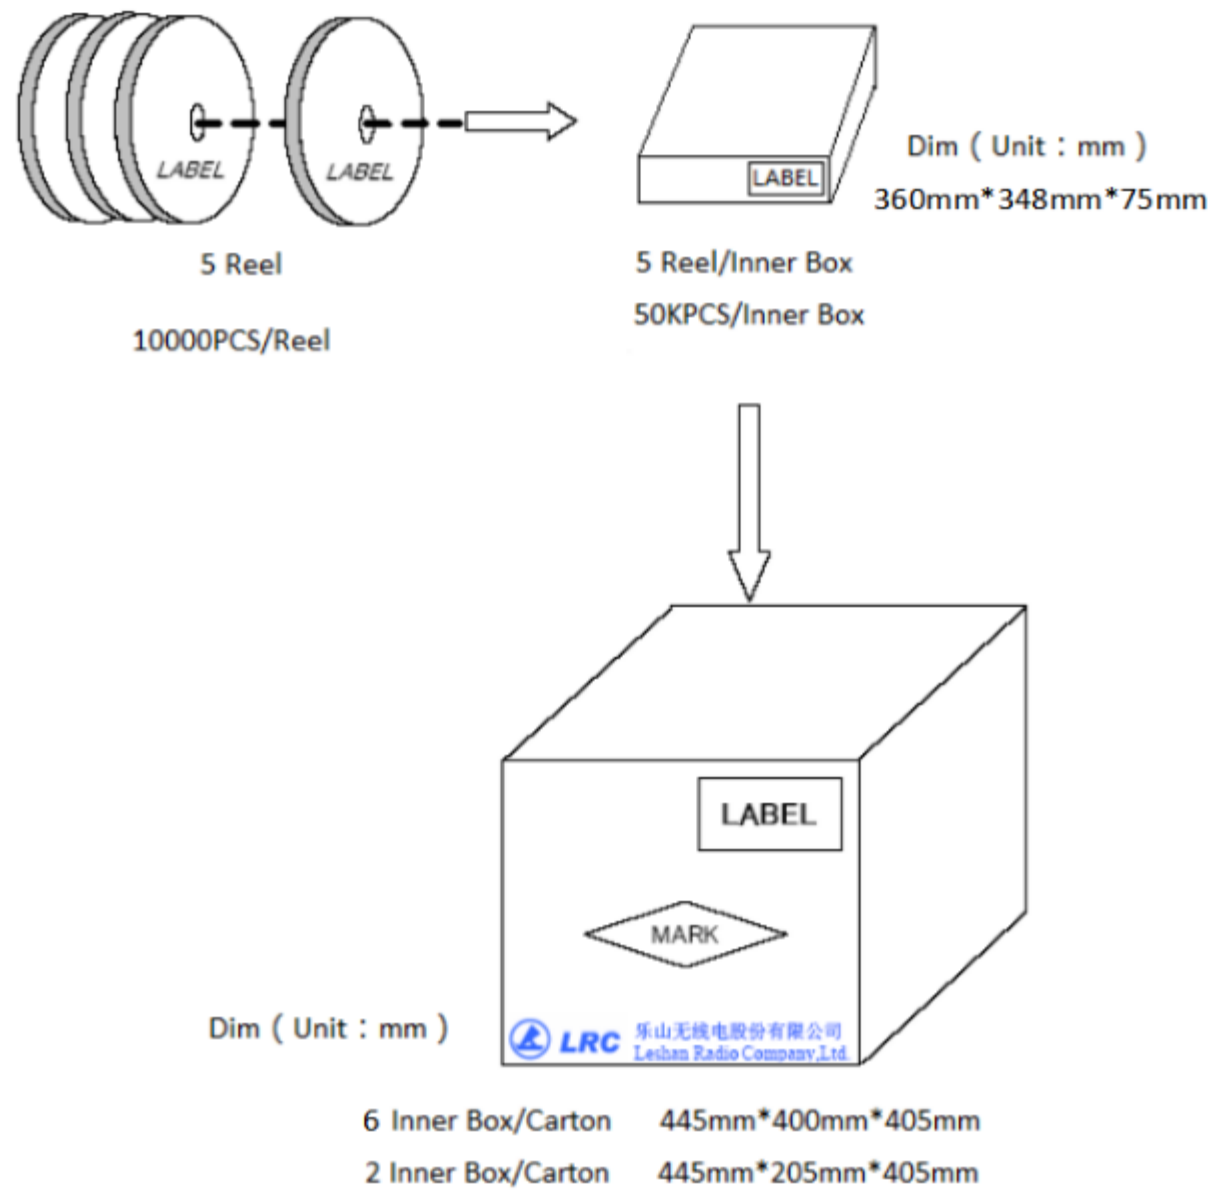 LABEL
LABEL
5 Reel
10000PCS/Reel
LABEL
Dim ( Unit：mm )
360mm*348mm*75mm
5 Reel/Inner Box
50KPCS/Inner Box
LABEL
MARK
LRC
乐山无线电股份有限公司
Leshan Radio Company,Ltd.
Dim ( Unit：mm )
6 Inner Box/Carton 445mm*400mm*405mm
2 Inner Box/Carton 445mm*205mm*405mm